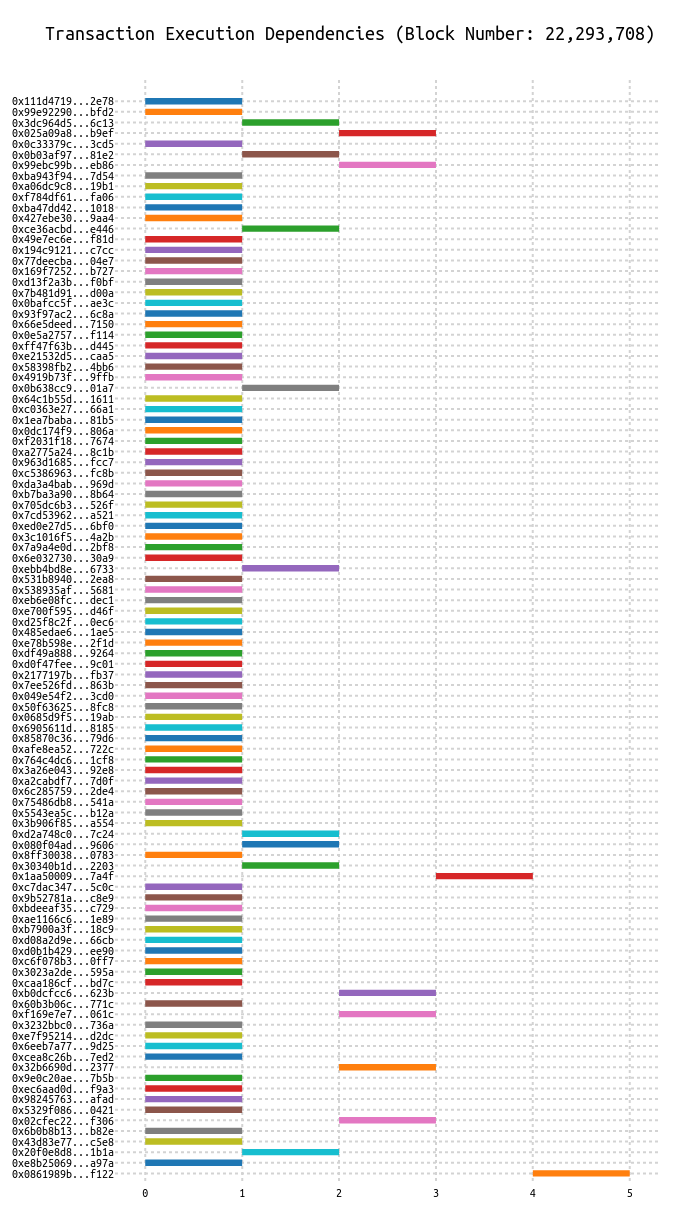 Transaction Execution Dependencies (Block Number: 22,293,708)
0x111d4719...2e78
0x99e92290...bfd2
0x3dc964d5...6c13
0x025a09a8...b9ef
0x0c33379c...3cd5
0x0b03af97...81e2
0x99ebc99b...eb86
0xba943f94...7d54
0xa06dc9c8...19b1
0xf784df61...fa06
0xba47dd42...1018
0x427ebe30...9aa4
0xce36acbd...e446
0x49e7ec6e...f81d
0x194c9121...c7cc
0x77deecba...04e7
0x169f7252...b727
0xd13f2a3b...f0bf
0x7b481d91...d00a
0x0bafcc5f...ae3c
0x93f97ac2...6c8a
0x66e5deed...7150
0x0e5a2757...f114
0xff47f63b...d445
0xe21532d5...caa5
0x58398fb2...4bb6
0x4919b73f...9ffb
0x0b638cc9...01a7
0x64c1b55d...1611
0xc0363e27...66a1
0x1ea7baba...81b5
0x0dc174f9...806a
0xf2031f18...7674
0xa2775a24...8c1b
0x963d1685...fcc7
0xc5386963...fc8b
0xda3a4bab...969d
0xb7ba3a90...8b64
0x705dc6b3...526f
0x7cd53962...a521
0xed0e27d5...6bf0
0x3c1016f5...4a2b
0x7a9a4e0d...2bf8
0x6e032730...30a9
0xebb4bd8e...6733
0x531b8940...2ea8
0x538935af...5681
0xeb6e08fc...dec1
0xe700f595...d46f
0xd25f8c2f...0ec6
0x485edae6...1ae5
0xe78b598e...2f1d
0xdf49a888...9264
0xd0f47fee...9c01
0x2177197b...fb37
0x7ee526fd...863b
0x049e54f2...3cd0
0x50f63625...8fc8
0x0685d9f5...19ab
0x6905611d...8185
0x85870c36...79d6
0xafe8ea52...722c
0x764c4dc6...1cf8
0x3a26e043...92e8
0xa2cabdf7...7d0f
0x6c285759...2de4
0x75486db8...541a
0x5543ea5c...b12a
0x3b906f85...a554
0xd2a748c0...7c24
0x080f04ad...9606
0x8ff30038...0783
0x30340b1d...2203
0x1aa50009...7a4f
0xc7dac347...5c0c
0x9b52781a...c8e9
0xbdeeaf35...c729
0xae1166c6...1e89
0xb7900a3f...18c9
0xd08a2d9e...66cb
0xd0b1b429...ee90
0xc6f078b3...0ff7
0x3023a2de...595a
0xcaa186cf...bd7c
0xb0dcfcc6...623b
0x60b3b06c...771c
0xf169e7e7...061c
0x3232bbc0...736a
0xe7f95214...d2dc
0x6eeb7a77...9d25
0xcea8c26b...7ed2
0x32b6690d...2377
0x9e0c20ae...7b5b
0xec6aad0d...f9a3
0x98245763...afad
0x5329f086...0421
0x02cfec22...f306
0x6b0b8b13...b82e
0x43d83e77...c5e8
0x20f0e8d8...1b1a
0xe8b25069...a97a
0x0861989b...f122
0 1 2 3 4 5